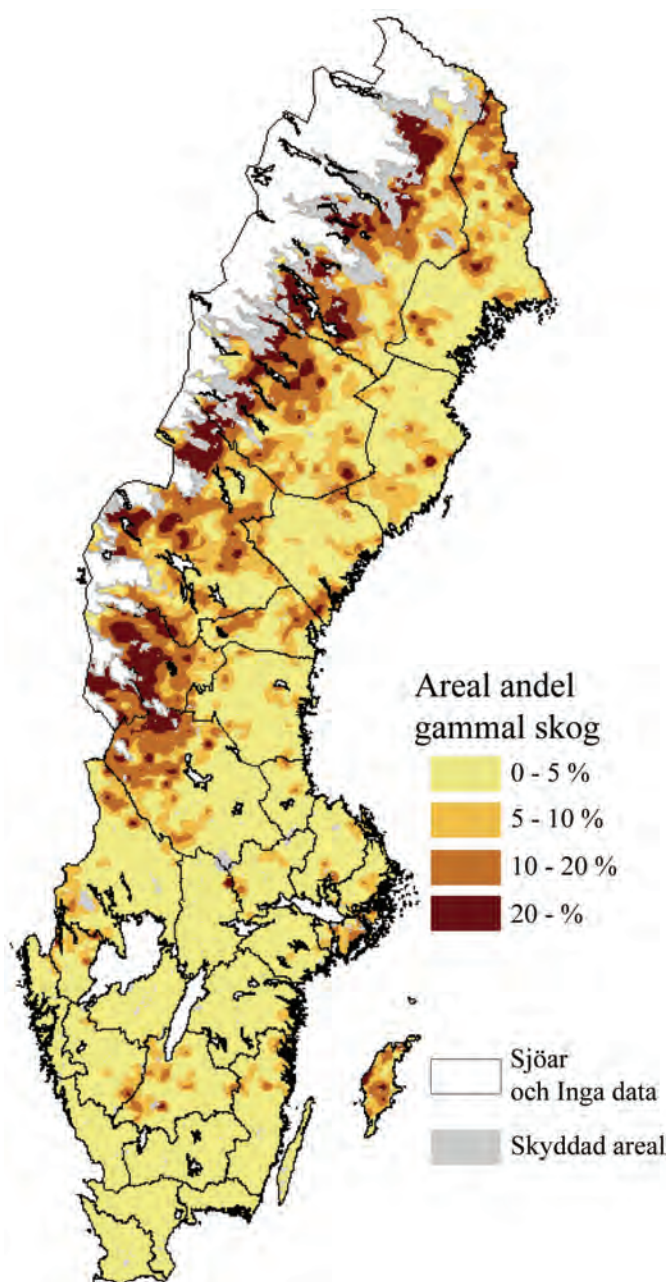 Areal andel
gammal skog
0 - 5 %
5 - 10 %
10 - 20 %
20 - %
Sjöar
och Inga data
Skyddad areal